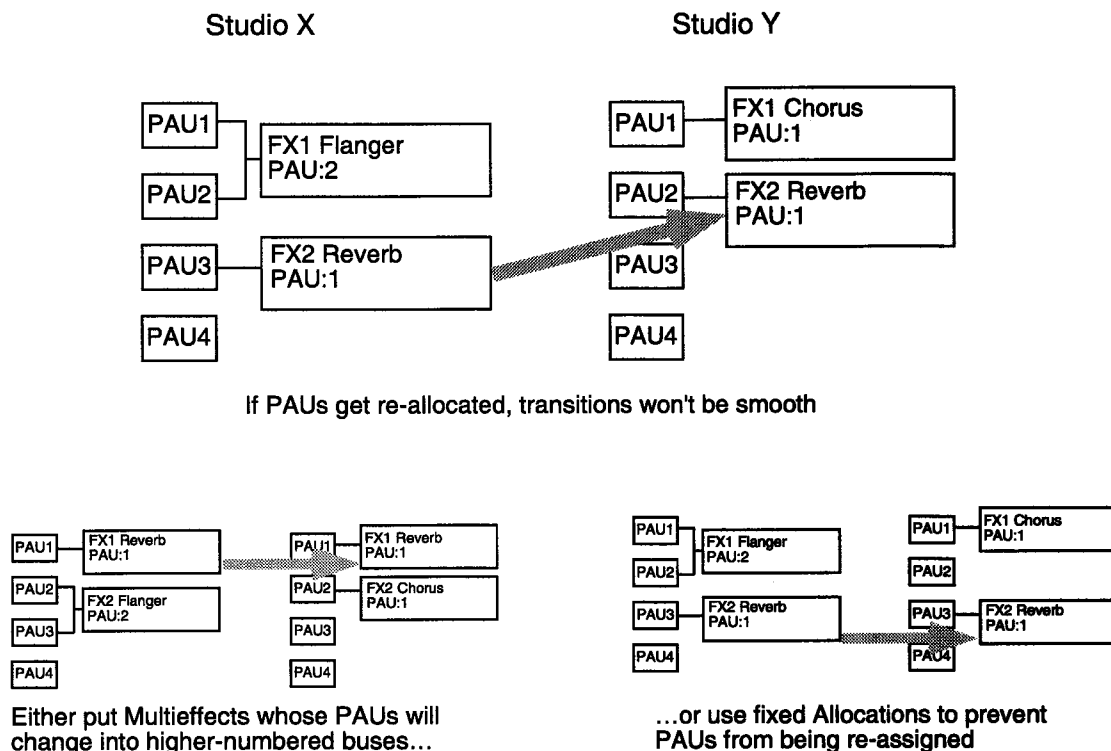 Studio X
Studio Y
PAU1
PAU2
PAU3
PAU4
FX1 Flanger
PAU:2
FX2 Reverb
PAU:1
PAU1
PAU2
PAU3
PAU4
FX1 Chorus
PAU:1
FX2 Reverb
PAU:1
If PAUs get re-allocated, transitions won't be smooth
PAU1
PAU2
PAU3
PAU4
FX1 Reverb
PAU:1
FX2 Flanger
PAU:2
PAU1
PAU2
PAU3
PAU4
FX1 Reverb
PAU:1
FX2 Chorus
PAU:1
Either put Multieffects whose PAUs will
change into higher-numbered buses...
PAU1
PAU2
PAU3
PAU4
FX1 Flanger
PAU:2
FX2 Reverb
PAU:1
PAU1
PAU2
PAU3
PAU4
FX1 Chorus
PAU:1
FX2 Reverb
PAU:1
...or use fixed Allocations to prevent
PAUs from being re-assigned